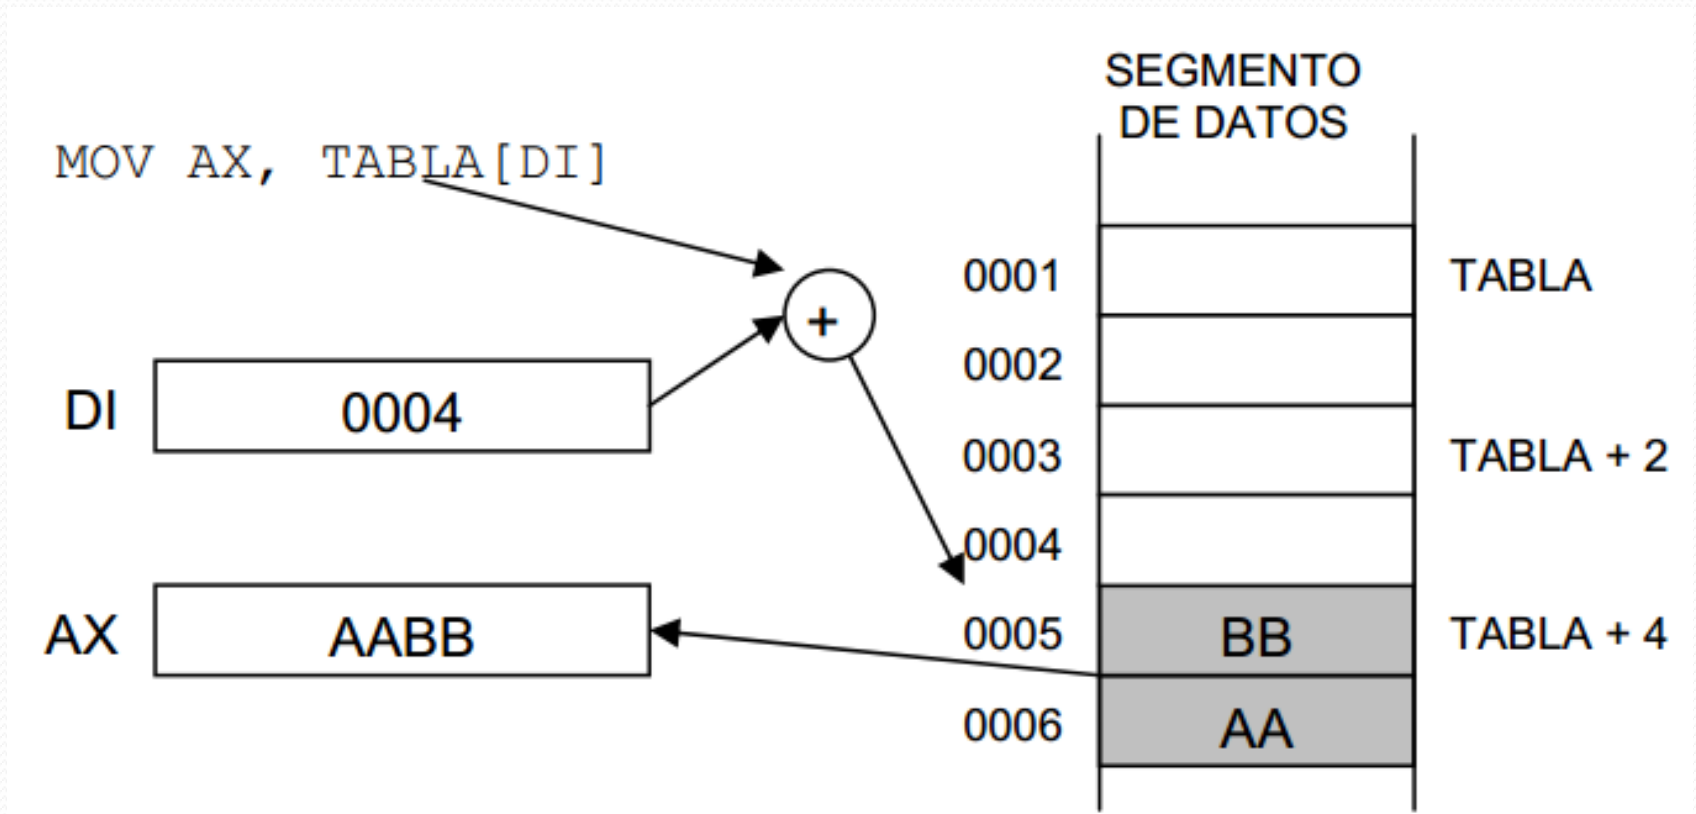 SEGMENTO
DE DATOS
MOV AX, TABLA[DI]
+
0001 TABLA
0002
DI 0004
0003 TABLA + 2
0004
AX AABB
0005 BB TABLA + 4
0006 AA